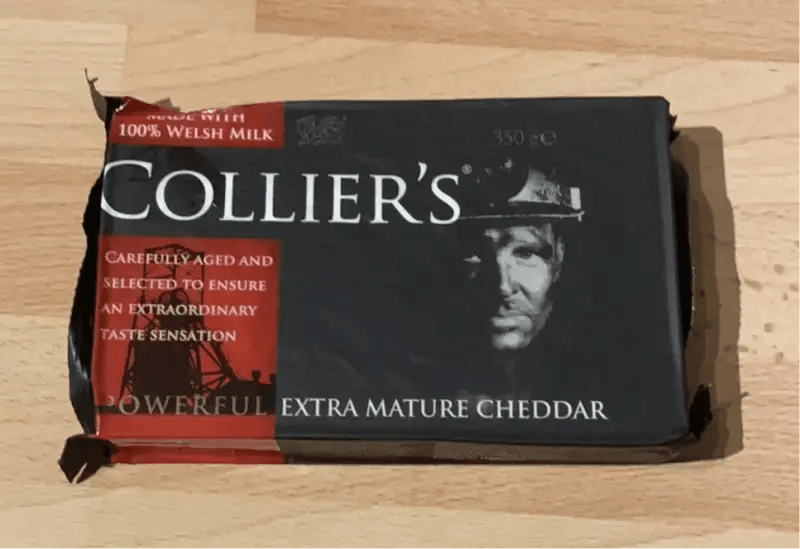 MADE WITH
100% WELSH MILK
350 g℮
COLLIER'S®
CAREFULLY AGED AND
SELECTED TO ENSURE
AN EXTRAORDINARY
TASTE SENSATION
POWERFUL EXTRA MATURE CHEDDAR